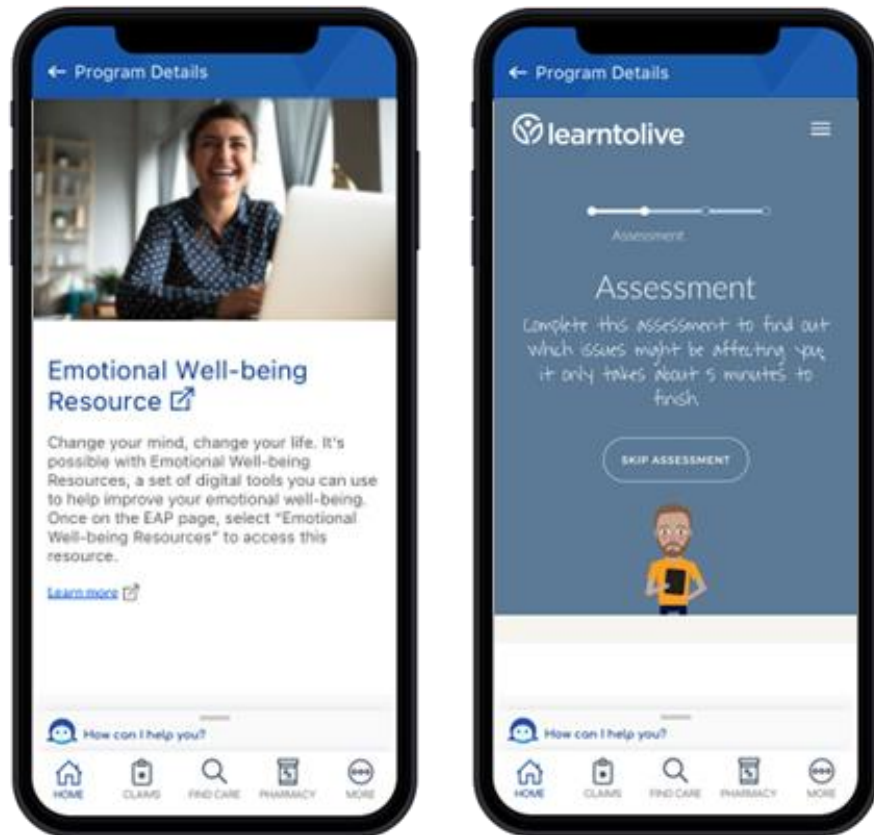 ← Program Details
Emotional Well-being
Resource
Change your mind, change your life. It's
possible with Emotional Well-being
Resources, a set of digital tools you can use
to help improve your emotional well-being.
Once on the EAP page, select "Emotional
Well-being Resources" to access this
resource.
Learn more
How can I help you?
HOME CLAIMS FIND CARE PHARMACY MORE
← Program Details
learntolive
Assessment
Assessment
Complete this assessment to find out
which issues might be affecting you;
it only takes about 5 minutes to
finish.
SKIP ASSESSMENT
How can I help you?
HOME CLAIMS FIND CARE PHARMACY MORE